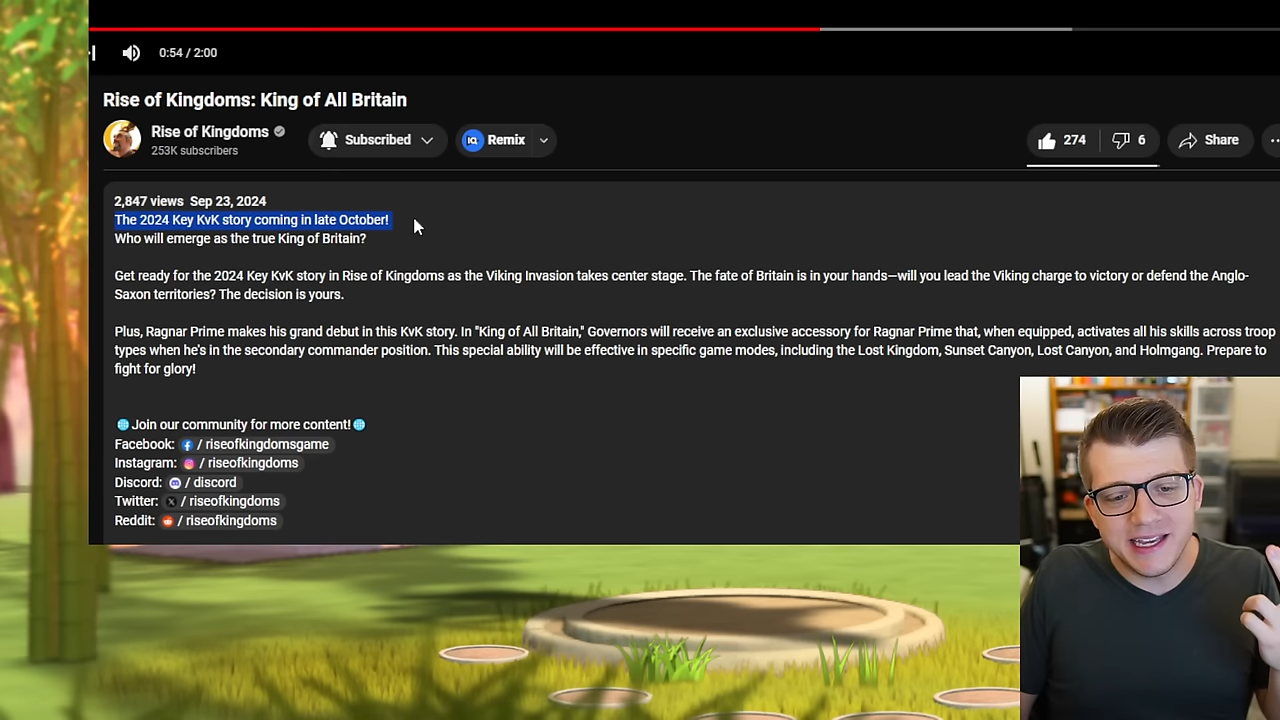 0:54 / 2:00
Rise of Kingdoms: King of All Britain
Rise of Kingdoms
253K subscribers
Subscribed
IQ Remix
274
6
Share
2,847 views Sep 23, 2024
The 2024 Key KvK story coming in late October!
Who will emerge as the true King of Britain?
Get ready for the 2024 Key KvK story in Rise of Kingdoms as the Viking Invasion takes center stage. The fate of Britain is in your hands—will you lead the Viking charge to victory or defend the Anglo-
Saxon territories? The decision is yours.
Plus, Ragnar Prime makes his grand debut in this KvK story. In "King of All Britain," Governors will receive an exclusive accessory for Ragnar Prime that, when equipped, activates all his skills across troop
types when he's in the secondary commander position. This special ability will be effective in specific game modes, including the Lost Kingdom, Sunset Canyon, Lost Canyon, and Holmgang. Prepare to
fight for glory!
Join our community for more content!
Facebook: / riseofkingdomsgame
Instagram: / riseofkingdoms
Discord: / discord
Twitter: / riseofkingdoms
Reddit: / riseofkingdoms